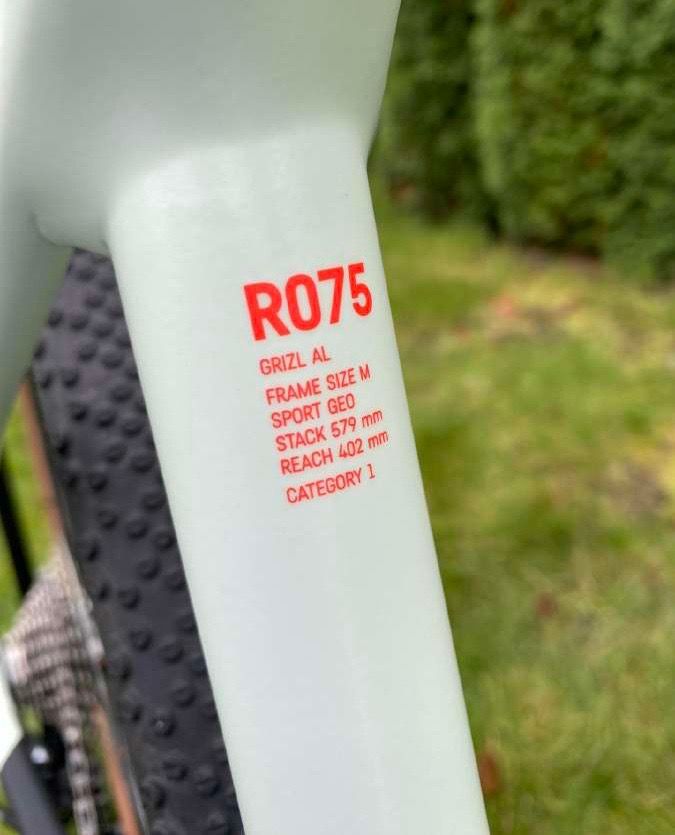 R075
GRIZL AL
FRAME SIZE M
SPORT GEO
STACK 579 mm
REACH 402 mm
CATEGORY 1